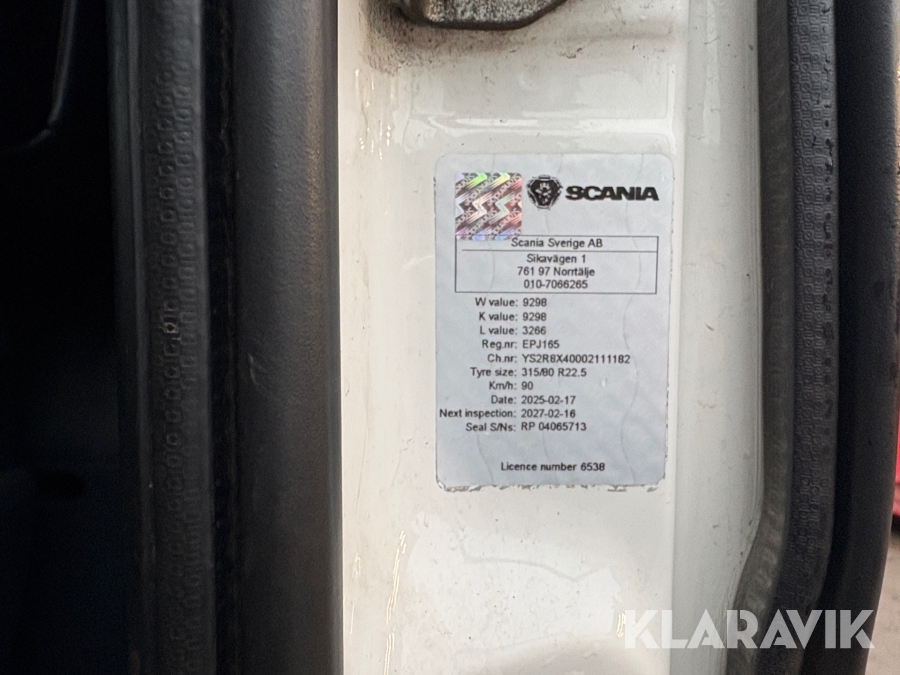 SCANIA
Scania Sverige AB
Sikavägen 1
761 97 Norrtälje
010-7066265
W value: 9298
K value: 9298
L value: 3266
Reg.nr: EPJ165
Ch.nr: YS2R8X40002111182
Tyre size: 315/80 R22.5
Km/h: 90
Date: 2025-02-17
Next inspection: 2027-02-16
Seal S/Ns: RP 04065713
Licence number 6538
KLARAVIK